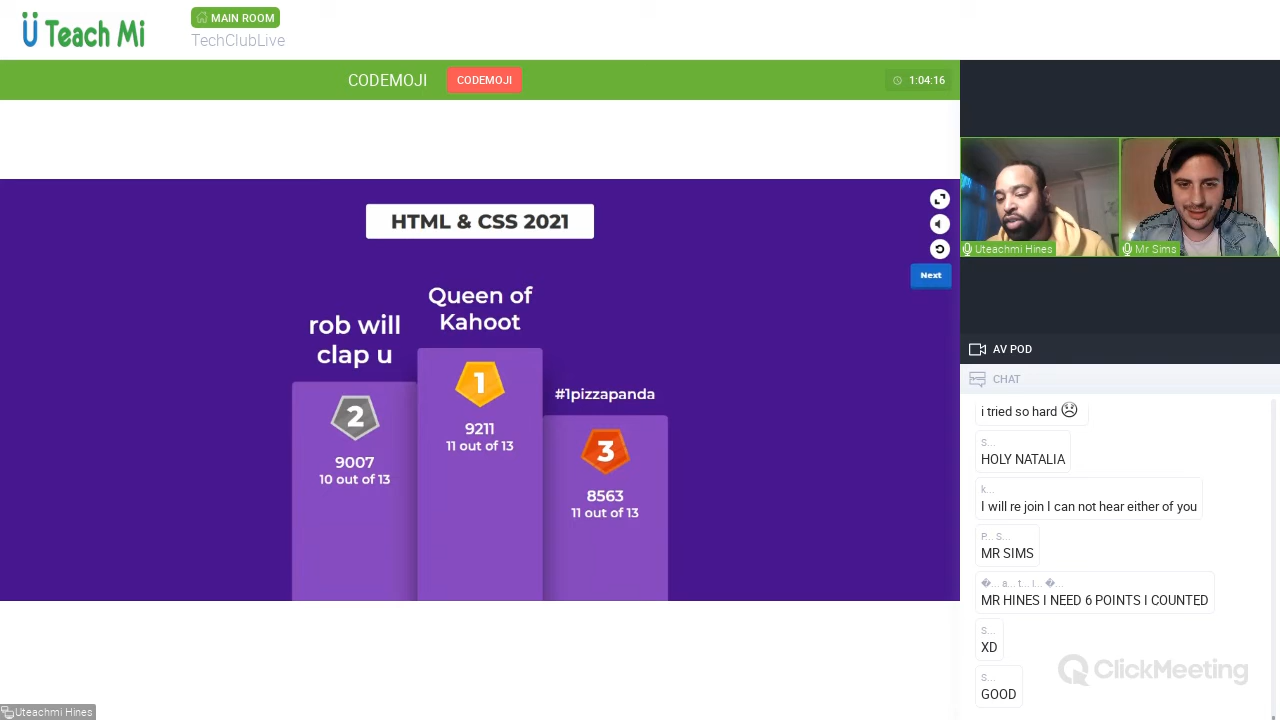 Ü Teach Mi
MAIN ROOM
TechClubLive
CODEMOJI
CODEMOJI
1:04:16
HTML & CSS 2021
Next
Queen of
Kahoot
rob will
clap u
#1pizzapanda
1
9211
11 out of 13
2
9007
10 out of 13
3
8563
11 out of 13
Uteachmi Hines
Uteachmi Hines
Mr Sims
AV POD
CHAT
i tried so hard
S...
HOLY NATALIA
k...
I will re join I can not hear either of you
P... S...
MR SIMS
�... a... t... i... �...
MR HINES I NEED 6 POINTS I COUNTED
S...
XD
S...
GOOD
ClickMeeting